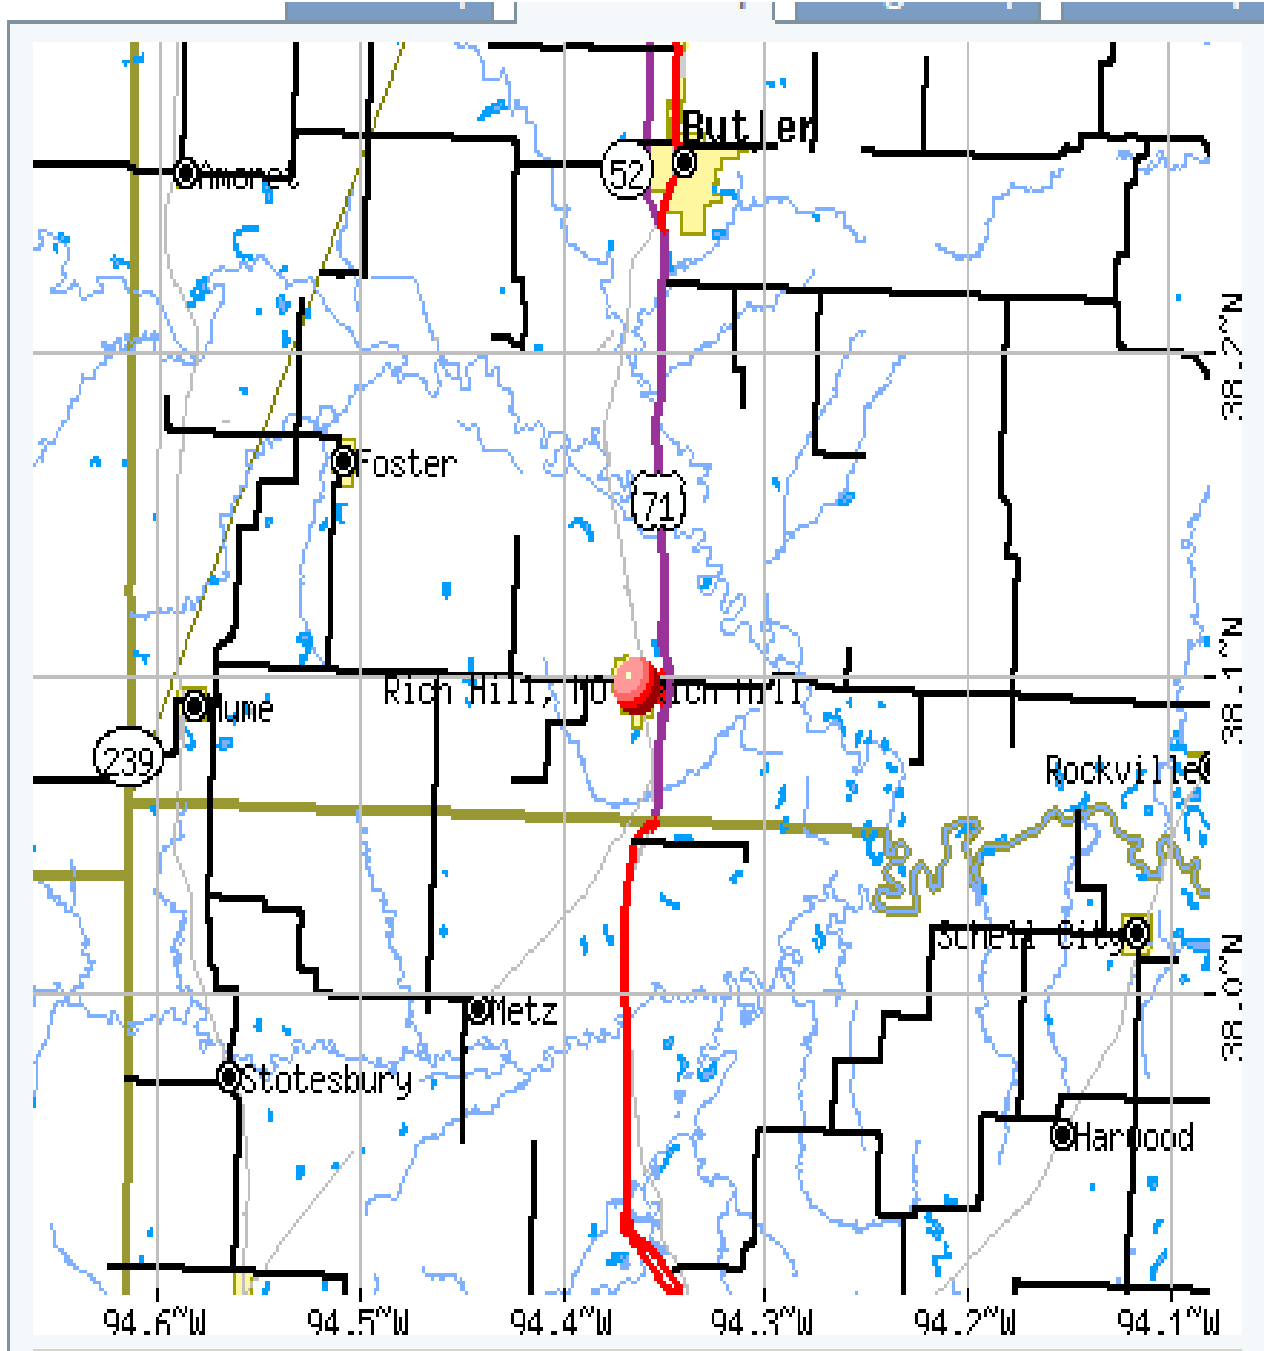 Butler
52
Amoret
38.2~N
Foster
71
38.1~N
Rich Hill, MO
Rich Hill
Hume
239
Rockville
Schell City
38.0~N
Metz
Stotesbury
Harwood
94.6~W 94.5~W 94.4~W 94.3~W 94.2~W 94.1~W